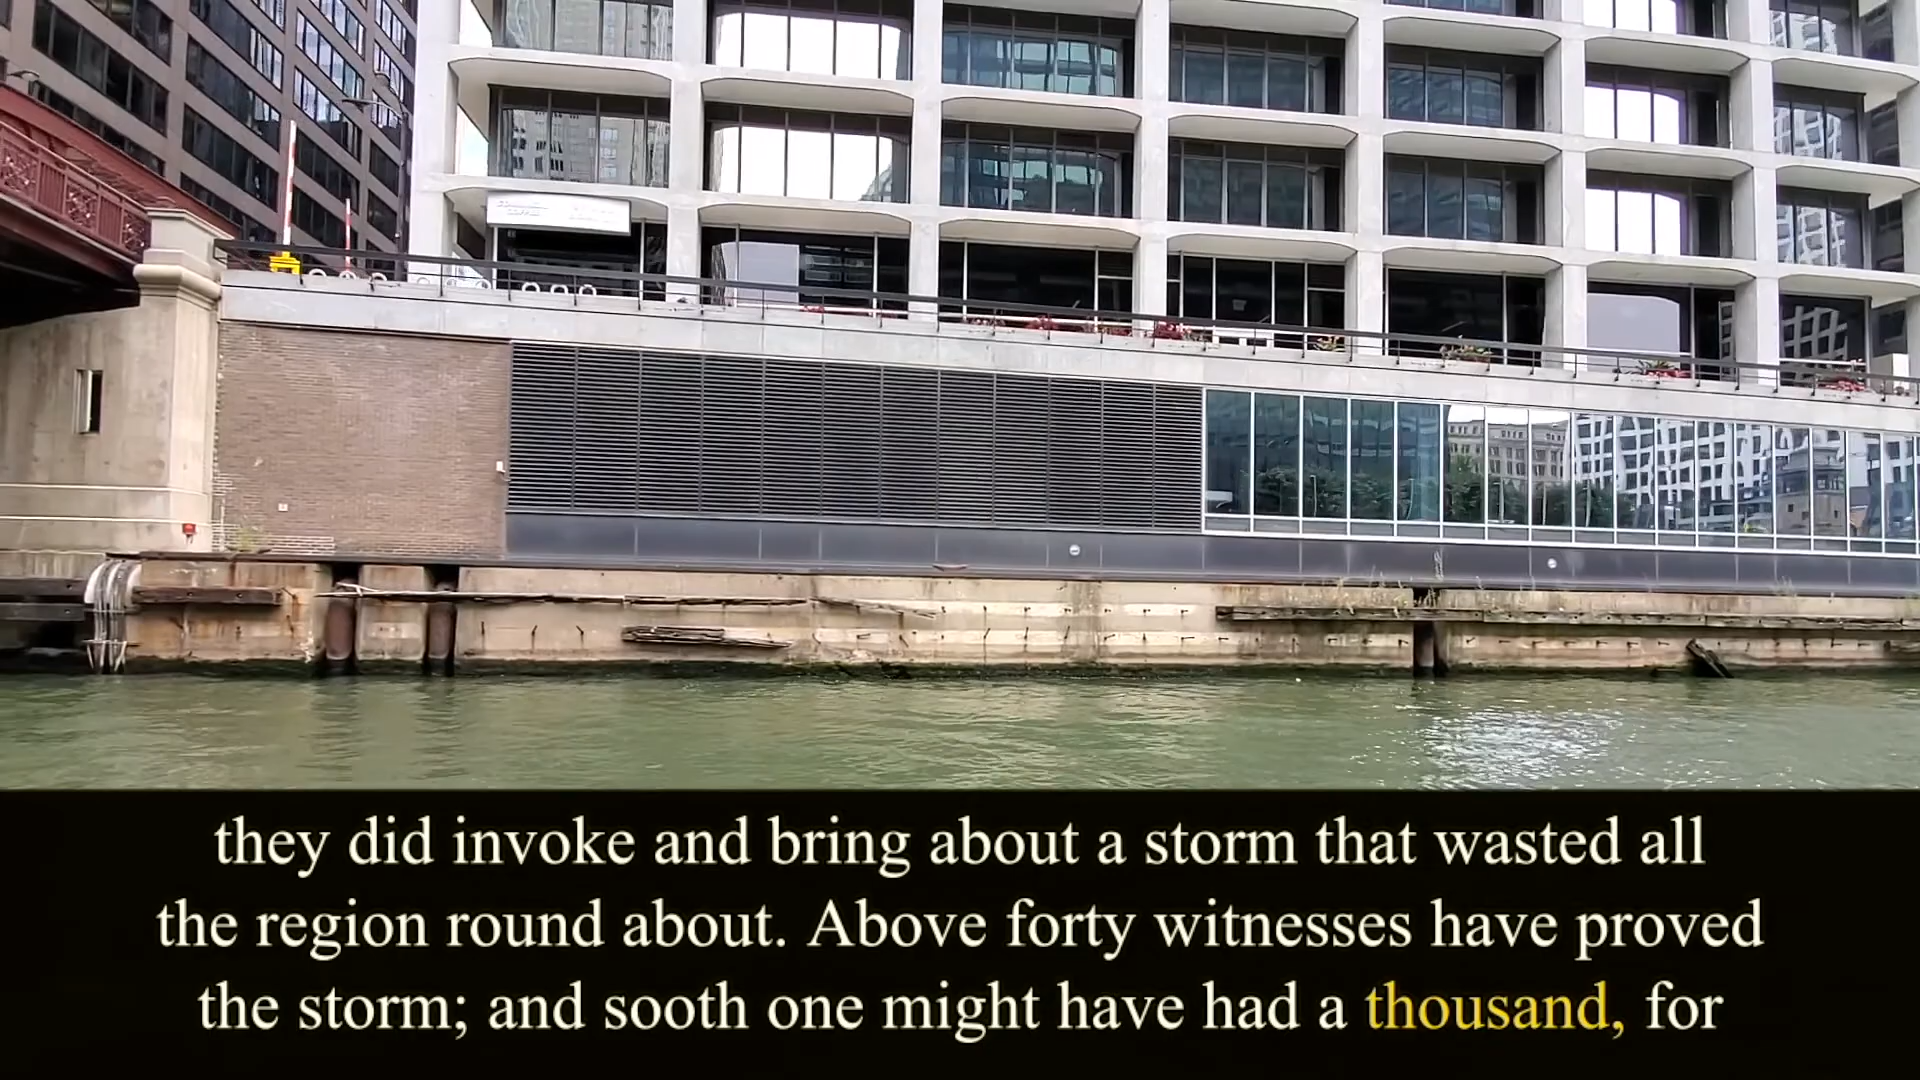 they did invoke and bring about a storm that wasted all
the region round about. Above forty witnesses have proved
the storm; and sooth one might have had a thousand, for